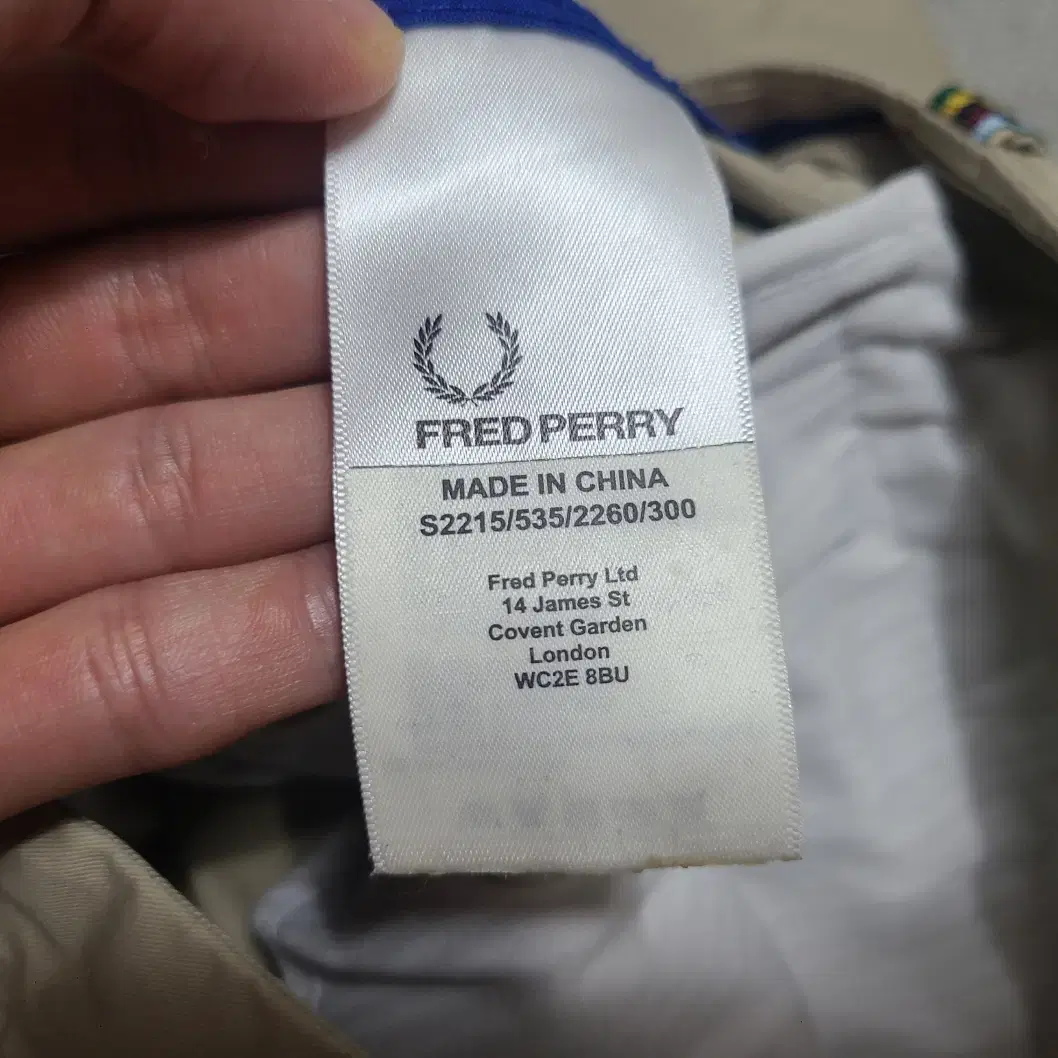 FRED PERRY
MADE IN CHINA
S2215/535/2260/300
Fred Perry Ltd
14 James St
Covent Garden
London
WC2E 8BU